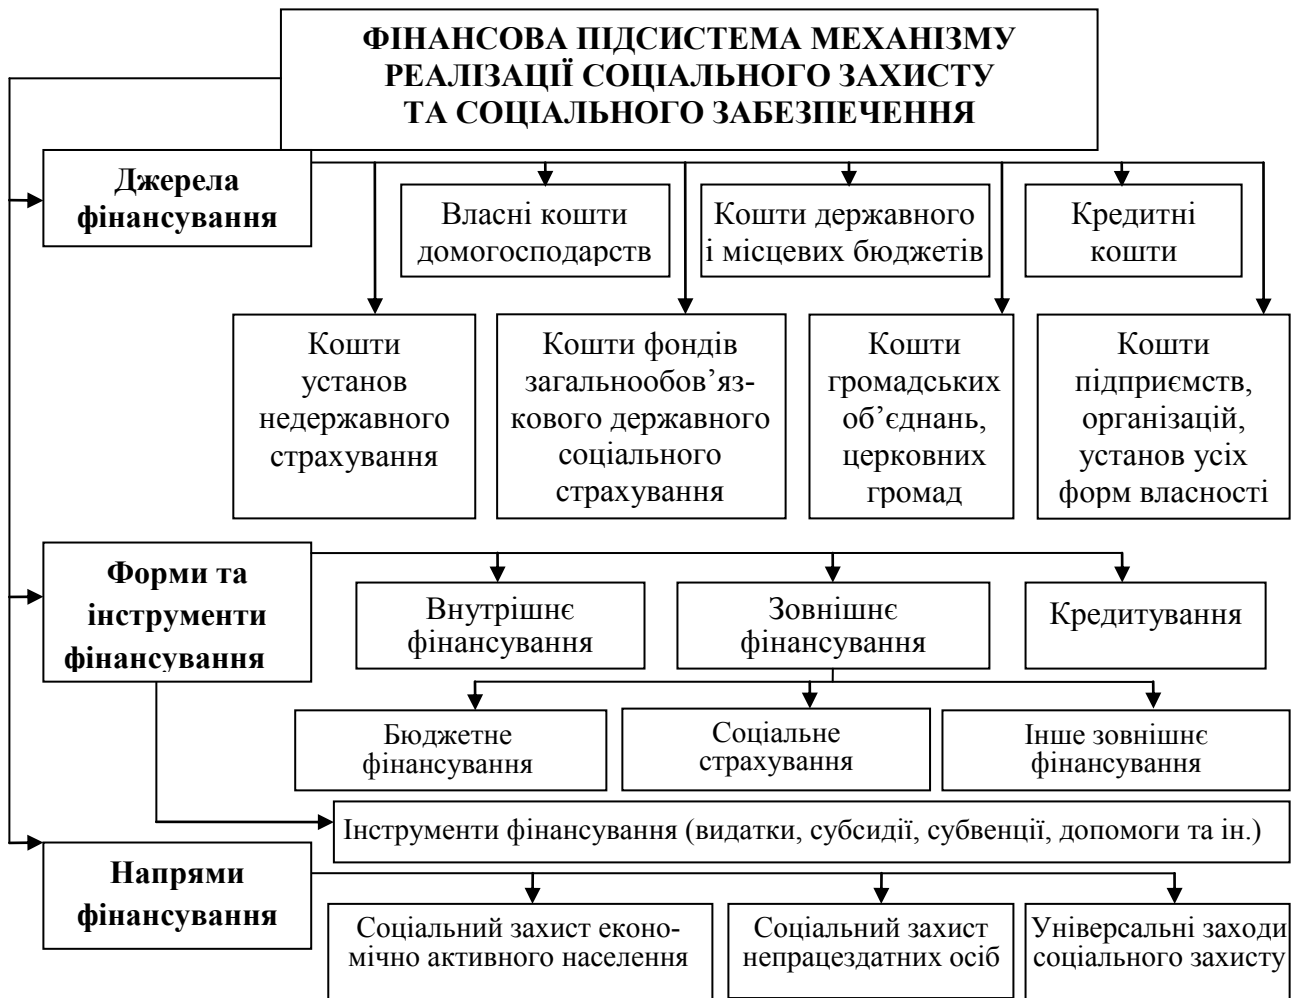 ФІНАНСОВА ПІДСИСТЕМА МЕХАНІЗМУ
РЕАЛІЗАЦІЇ СОЦІАЛЬНОГО ЗАХИСТУ
ТА СОЦІАЛЬНОГО ЗАБЕЗПЕЧЕННЯ
Джерела
фінансування
Власні кошти
домогосподарств
Кошти державного
і місцевих бюджетів
Кредитні
кошти
Кошти
установ
недержавного
страхування
Кошти фондів
загальнообов’яз-
кового державного
соціального
страхування
Кошти
громадських
об’єднань,
церковних
громад
Кошти
підприємств,
організацій,
установ усіх
форм власності
Форми та
інструменти
фінансування
Внутрішнє
фінансування
Зовнішнє
фінансування
Кредитування
Бюджетне
фінансування
Соціальне
страхування
Інше зовнішнє
фінансування
Інструменти фінансування (видатки, субсидії, субвенції, допомоги та ін.)
Напрями
фінансування
Соціальний захист еконо-
мічно активного населення
Соціальний захист
непрацездатних осіб
Універсальні заходи
соціального захисту